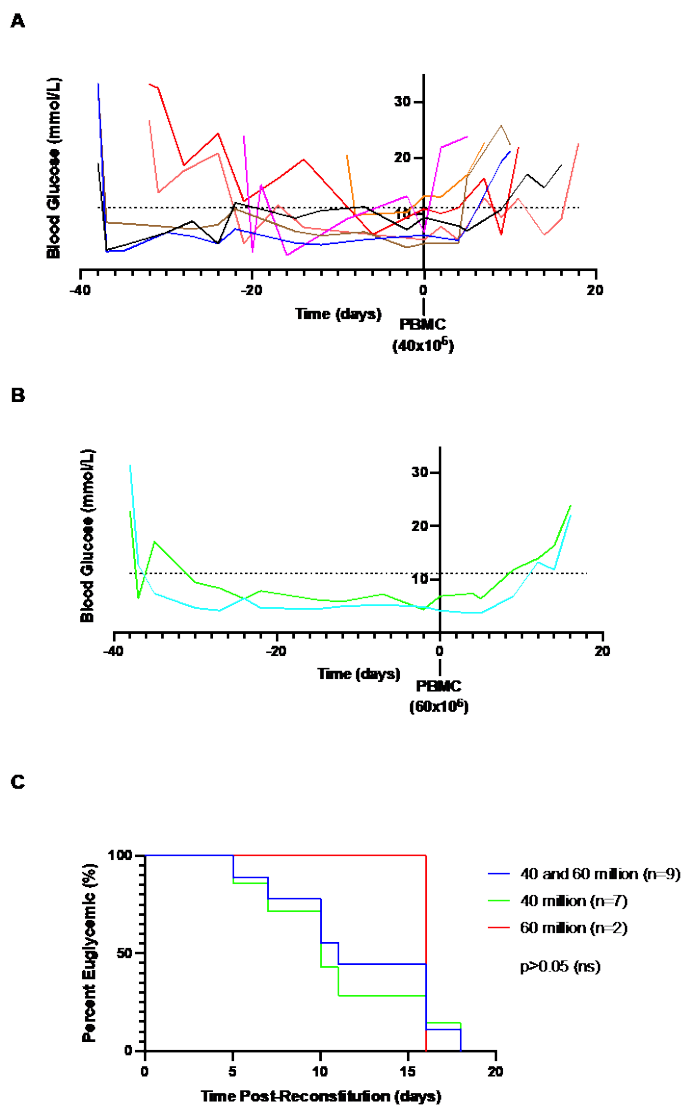 A
Blood Glucose (mmol/L)
30
20
10
-40
-20
0
20
Time (days)
PBMC
(40x10⁶)
B
Blood Glucose (mmol/L)
30
20
10
-40
-20
0
20
Time (days)
PBMC
(60x10⁶)
C
Percent Euglycemic (%)
100
50
0
0
5
10
15
20
Time Post-Reconstitution (days)
40 and 60 million (n=9)
40 million (n=7)
60 million (n=2)
p>0.05 (ns)